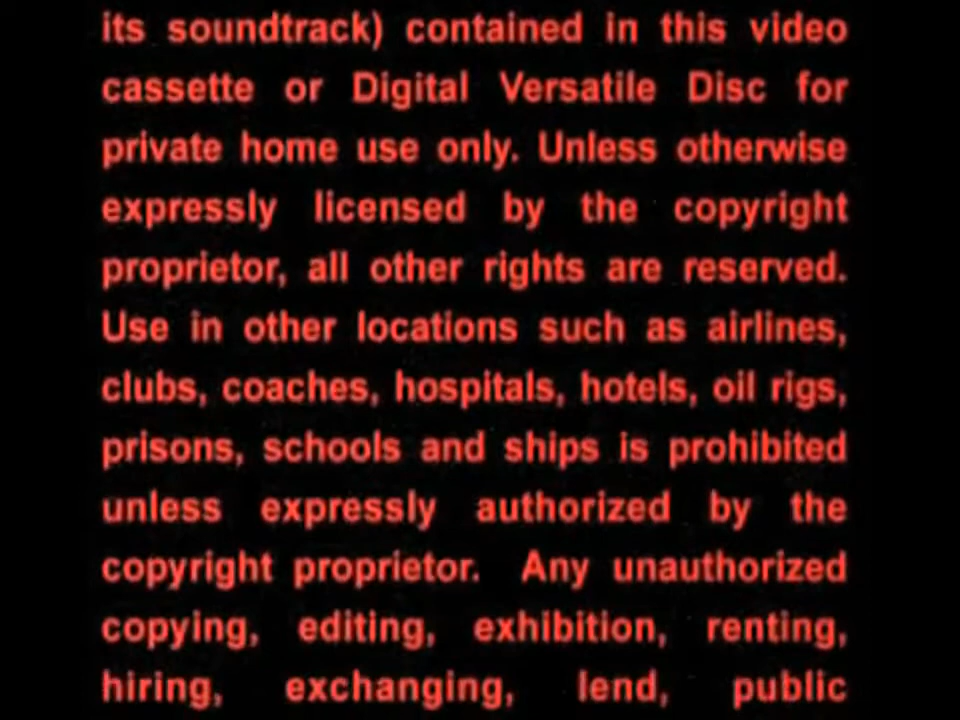 its soundtrack) contained in this video
cassette or Digital Versatile Disc for
private home use only. Unless otherwise
expressly licensed by the copyright
proprietor, all other rights are reserved.
Use in other locations such as airlines,
clubs, coaches, hospitals, hotels, oil rigs,
prisons, schools and ships is prohibited
unless expressly authorized by the
copyright proprietor. Any unauthorized
copying, editing, exhibition, renting,
hiring, exchanging, lend, public